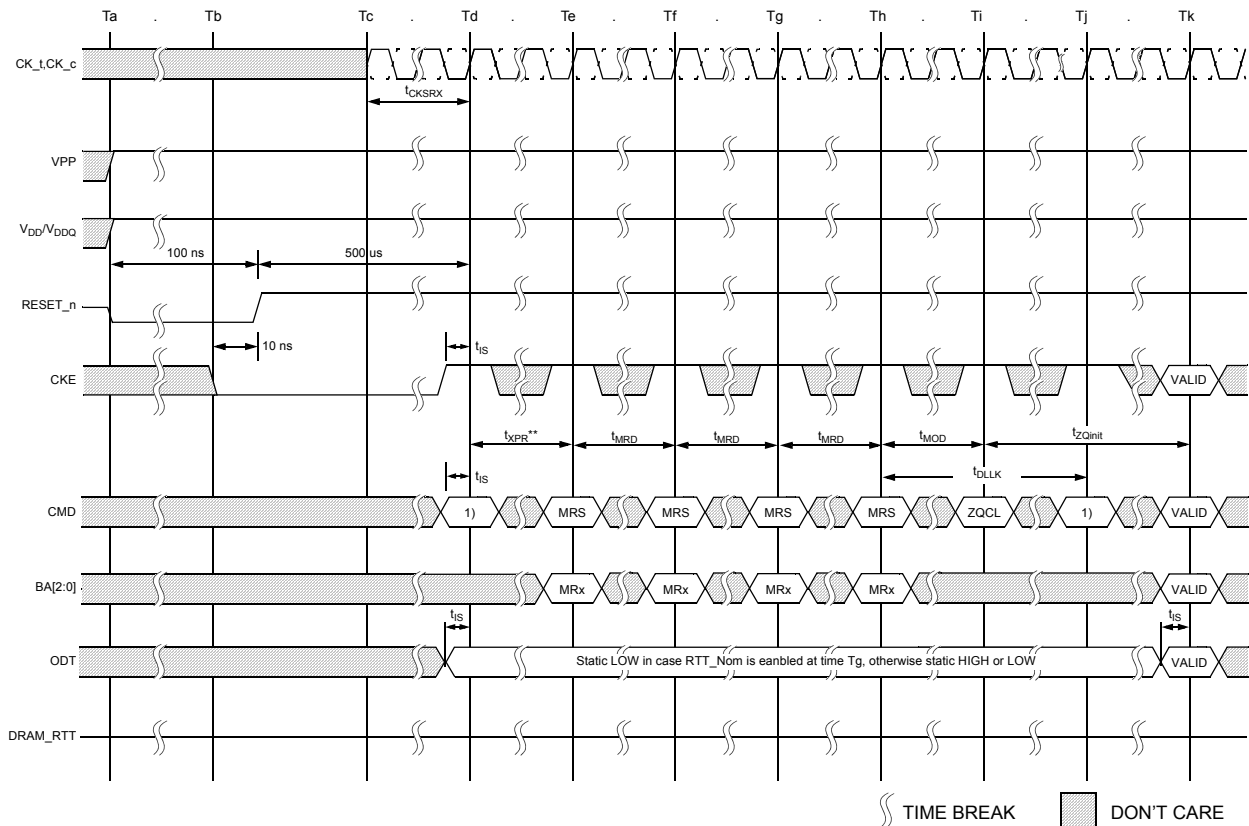 Ta . Tb . Tc . Td . Te . Tf . Tg . Th . Ti . Tj . Tk
CK_t,CK_c
tCKSRX
VPP
VDD/VDDQ
100 ns 500 us
RESET_n
10 ns tIS
CKE VALID
tXPR** tMRD tMRD tMRD tMOD tZQinit
tIS tDLLK
CMD 1) MRS MRS MRS MRS ZQCL 1) VALID
BA[2:0] MRx MRx MRx MRx VALID
tIS tIS
ODT Static LOW in case RTT_Nom is eanbled at time Tg, otherwise static HIGH or LOW VALID
DRAM_RTT
TIME BREAK DON'T CARE